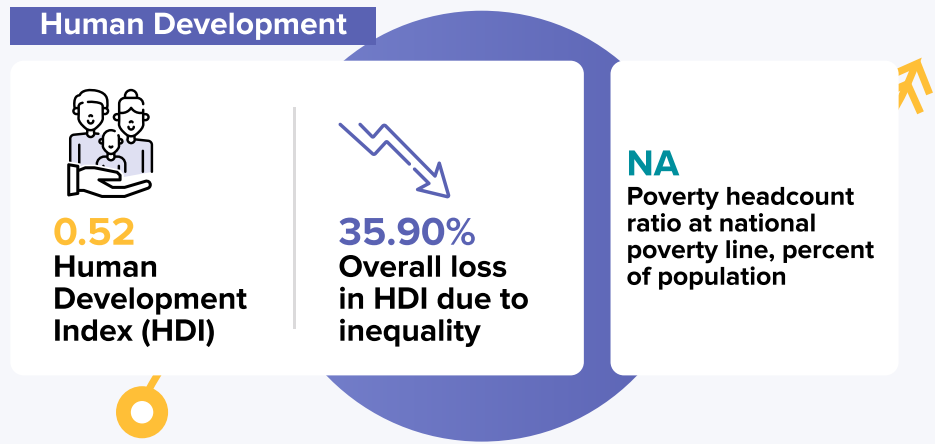 Human Development
0.52
Human
Development
Index (HDI)
35.90%
Overall loss
in HDI due to
inequality
NA
Poverty headcount
ratio at national
poverty line, percent
of population